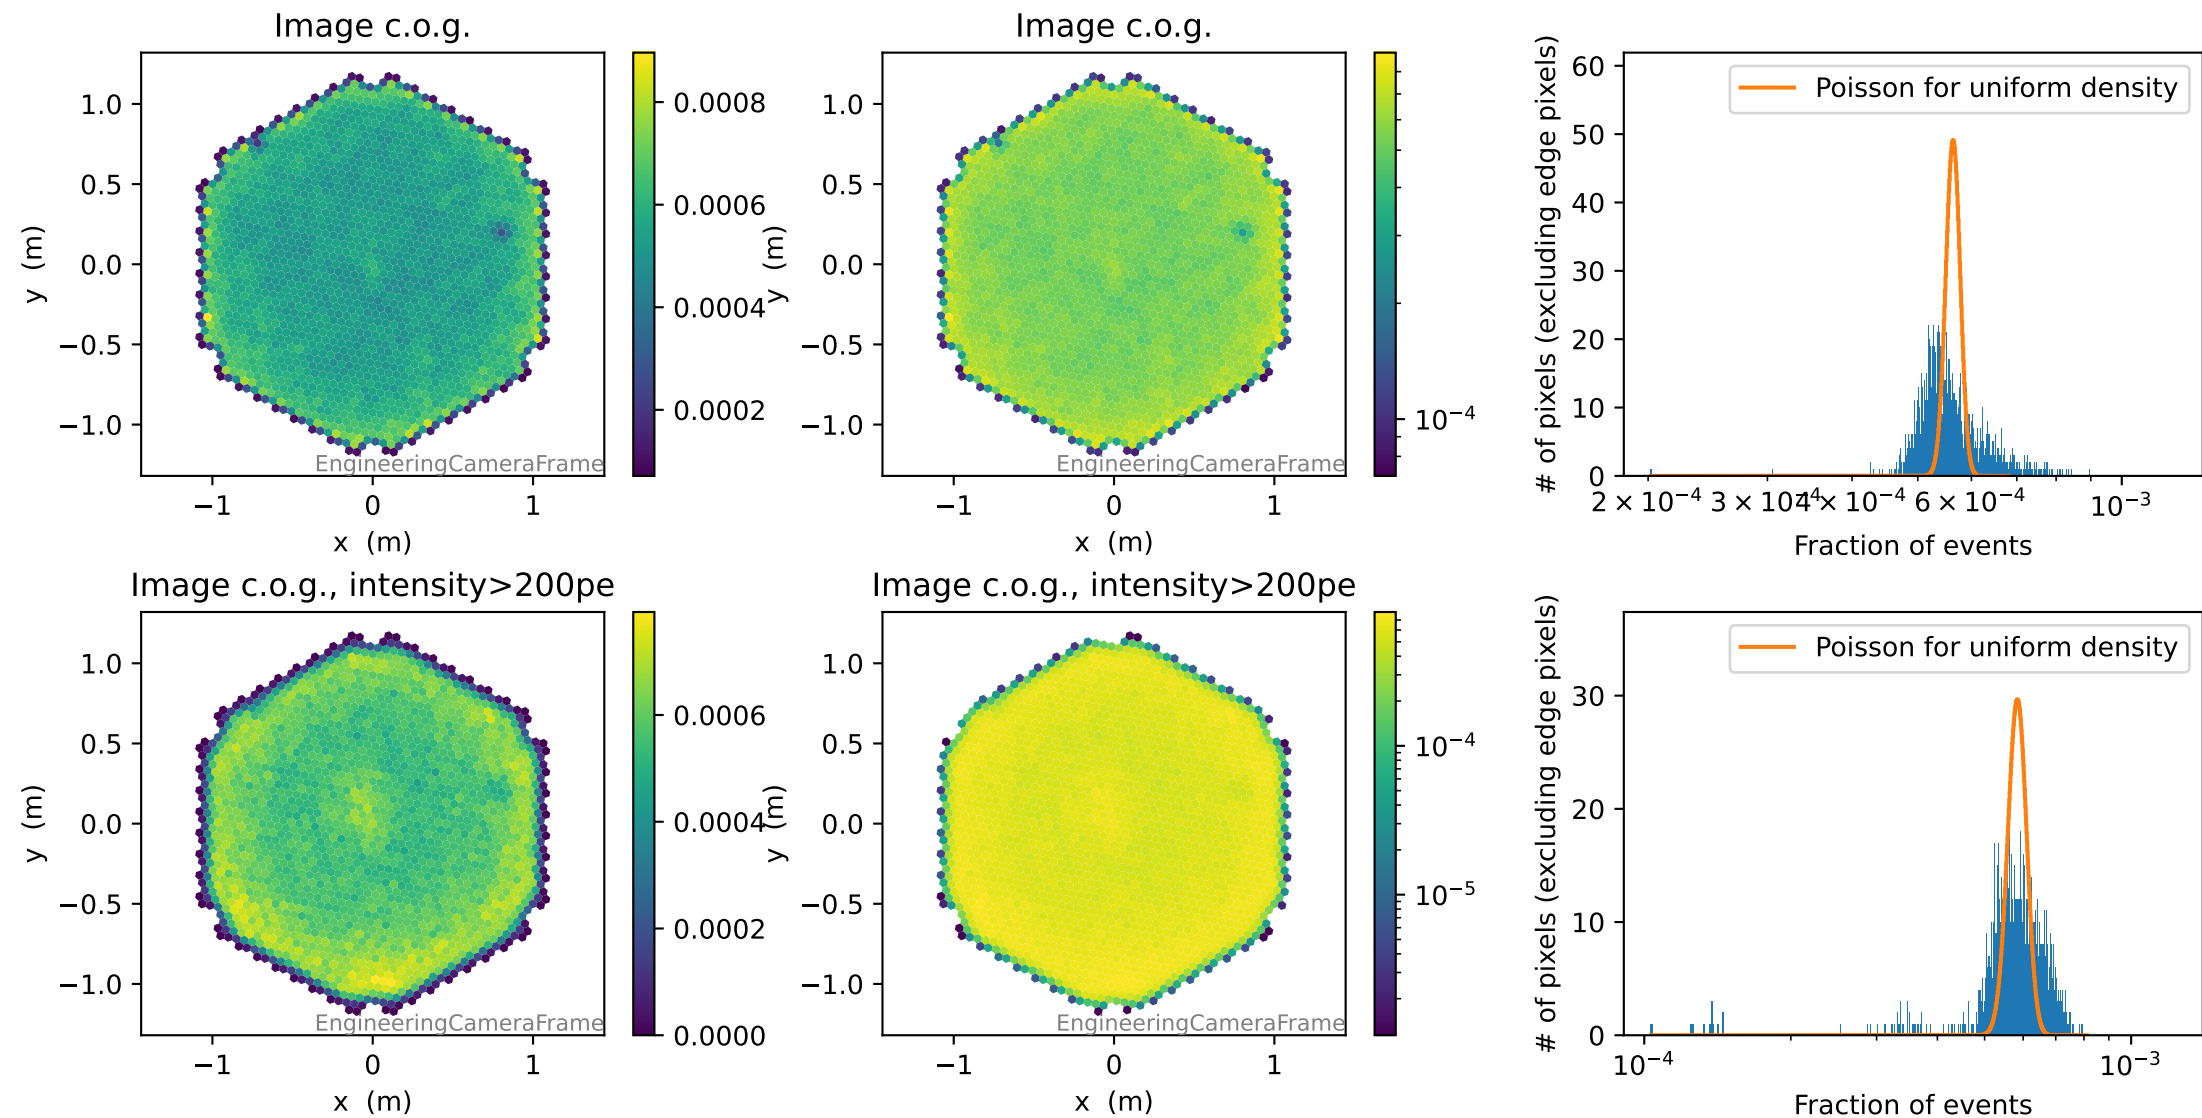 Image c.o.g.
1.0
0.5
0.0
−0.5
−1.0
y (m)
−1
0
1
x (m)
EngineeringCameraFrame
0.0008
0.0006
0.0004
0.0002
Image c.o.g.
1.0
0.5
0.0
−0.5
−1.0
y (m)
−1
0
1
x (m)
EngineeringCameraFrame
10⁻⁴
60
50
40
30
20
10
0
# of pixels (excluding edge pixels)
Poisson for uniform density
2 × 10⁻⁴
3 × 10⁻⁴
4 × 10⁻⁴
6 × 10⁻⁴
10⁻³
Fraction of events
Image c.o.g., intensity>200pe
1.0
0.5
0.0
−0.5
−1.0
y (m)
−1
0
1
x (m)
EngineeringCameraFrame
0.0006
0.0004
0.0002
0.0000
Image c.o.g., intensity>200pe
1.0
0.5
0.0
−0.5
−1.0
y (m)
−1
0
1
x (m)
EngineeringCameraFrame
10⁻⁴
10⁻⁵
30
20
10
0
# of pixels (excluding edge pixels)
Poisson for uniform density
10⁻⁴
10⁻³
Fraction of events